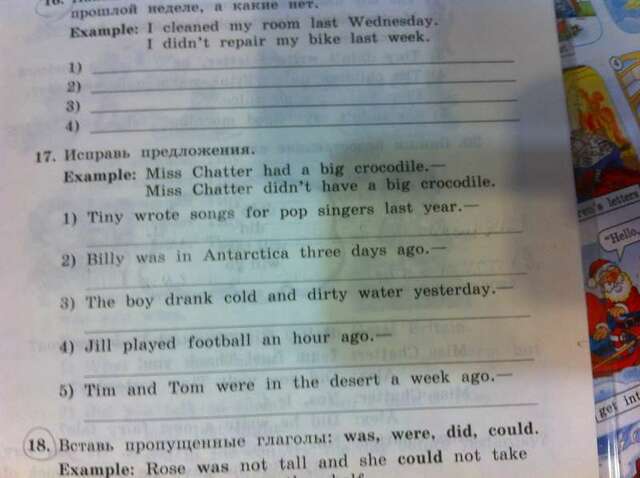 прошлой неделе, а какие нет.
Example: I cleaned my room last Wednesday.
I didn't repair my bike last week.
1)
2)
3)
4)
17. Исправь предложения.
Example: Miss Chatter had a big crocodile.—
Miss Chatter didn't have a big crocodile.
1) Tiny wrote songs for pop singers last year.—
2) Billy was in Antarctica three days ago.—
3) The boy drank cold and dirty water yesterday.—
4) Jill played football an hour ago.—
5) Tim and Tom were in the desert a week ago.—
18. Вставь пропущенные глаголы: was, were, did, could.
Example: Rose was not tall and she could not take
4
letters
"Hello,
get int